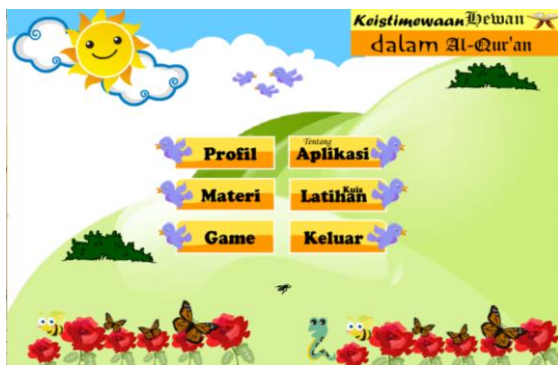 Keistimewaan Hewan
dalam Al-Qur'an
Profil
Tentang
Aplikasi
Materi
Kuis
Latihan
Game
Keluar